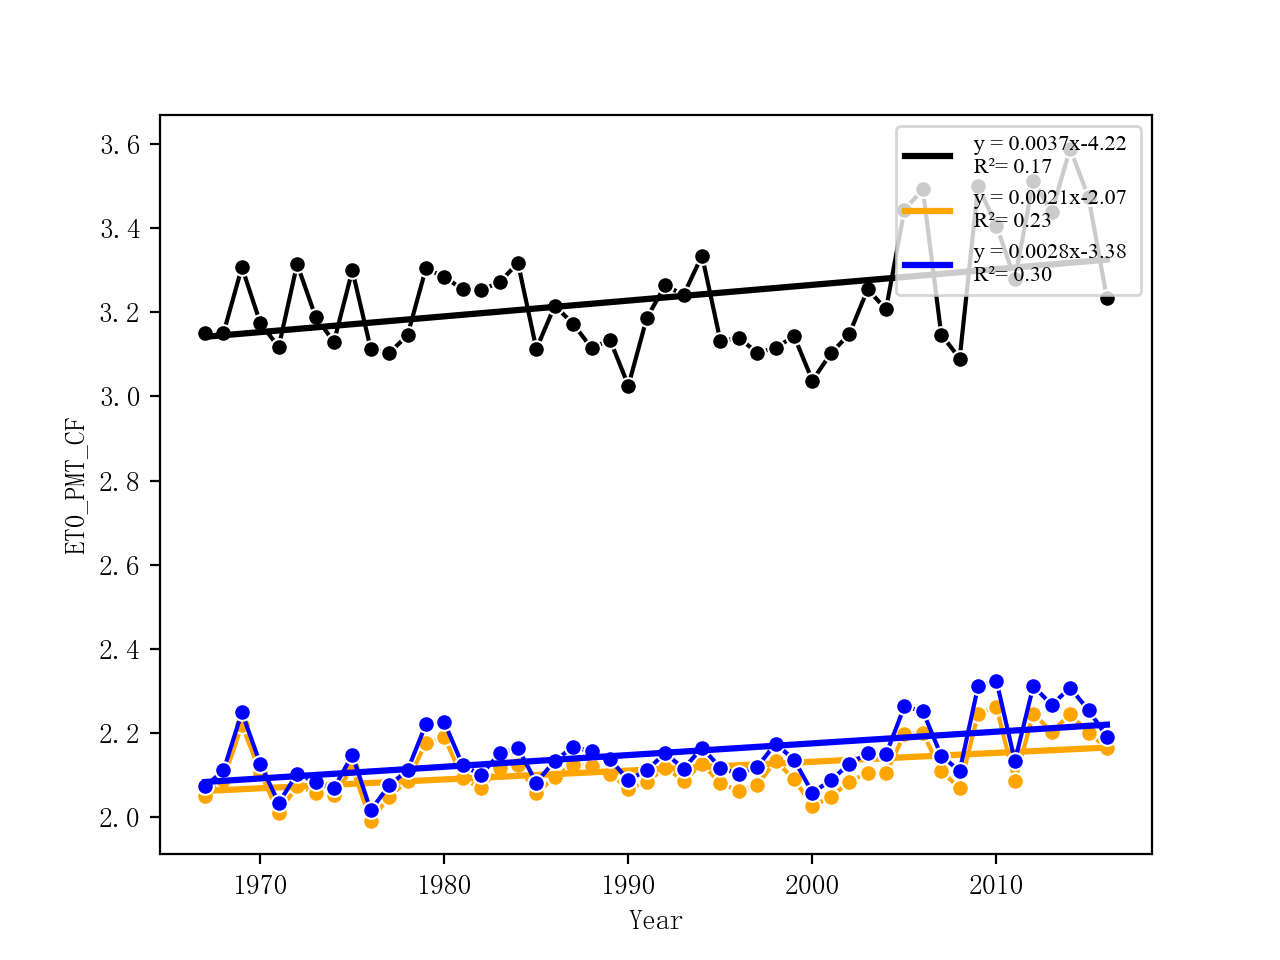 3.6
3.4
3.2
3.0
2.8
2.6
2.4
2.2
2.0
ETO_PMT_CF
y = 0.0037x-4.22
R²= 0.17
y = 0.0021x-2.07
R²= 0.23
y = 0.0028x-3.38
R²= 0.30
1970 1980 1990 2000 2010
Year